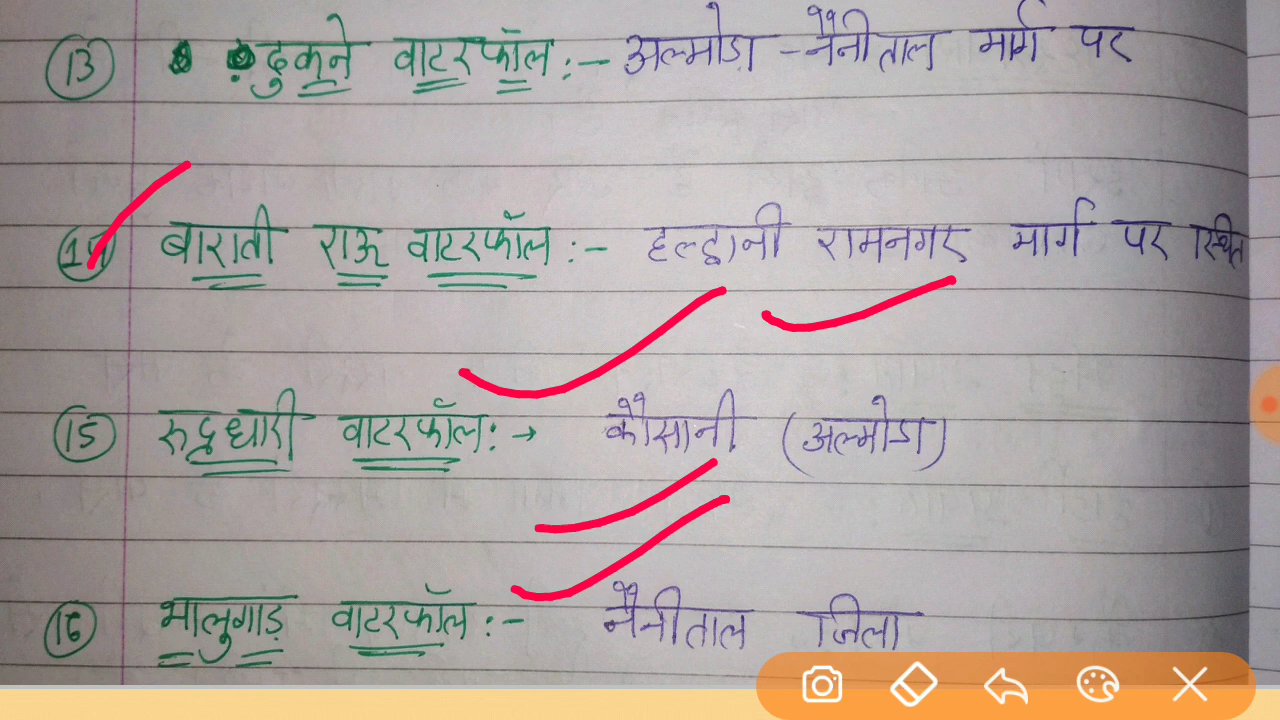 (13) ढुकने वाटरफॉल :- अल्मोडा - नैनीताल मार्ग पर
(14) बाराती राऊ वाटरफॉल :- हल्द्वानी रामनगर मार्ग पर स्थित
(15) रुद्रधारी वाटरफॉल: → कौसानी (अल्मोडा)
(16) भालुगाड़ वाटरफॉल :- नैनीताल जिला